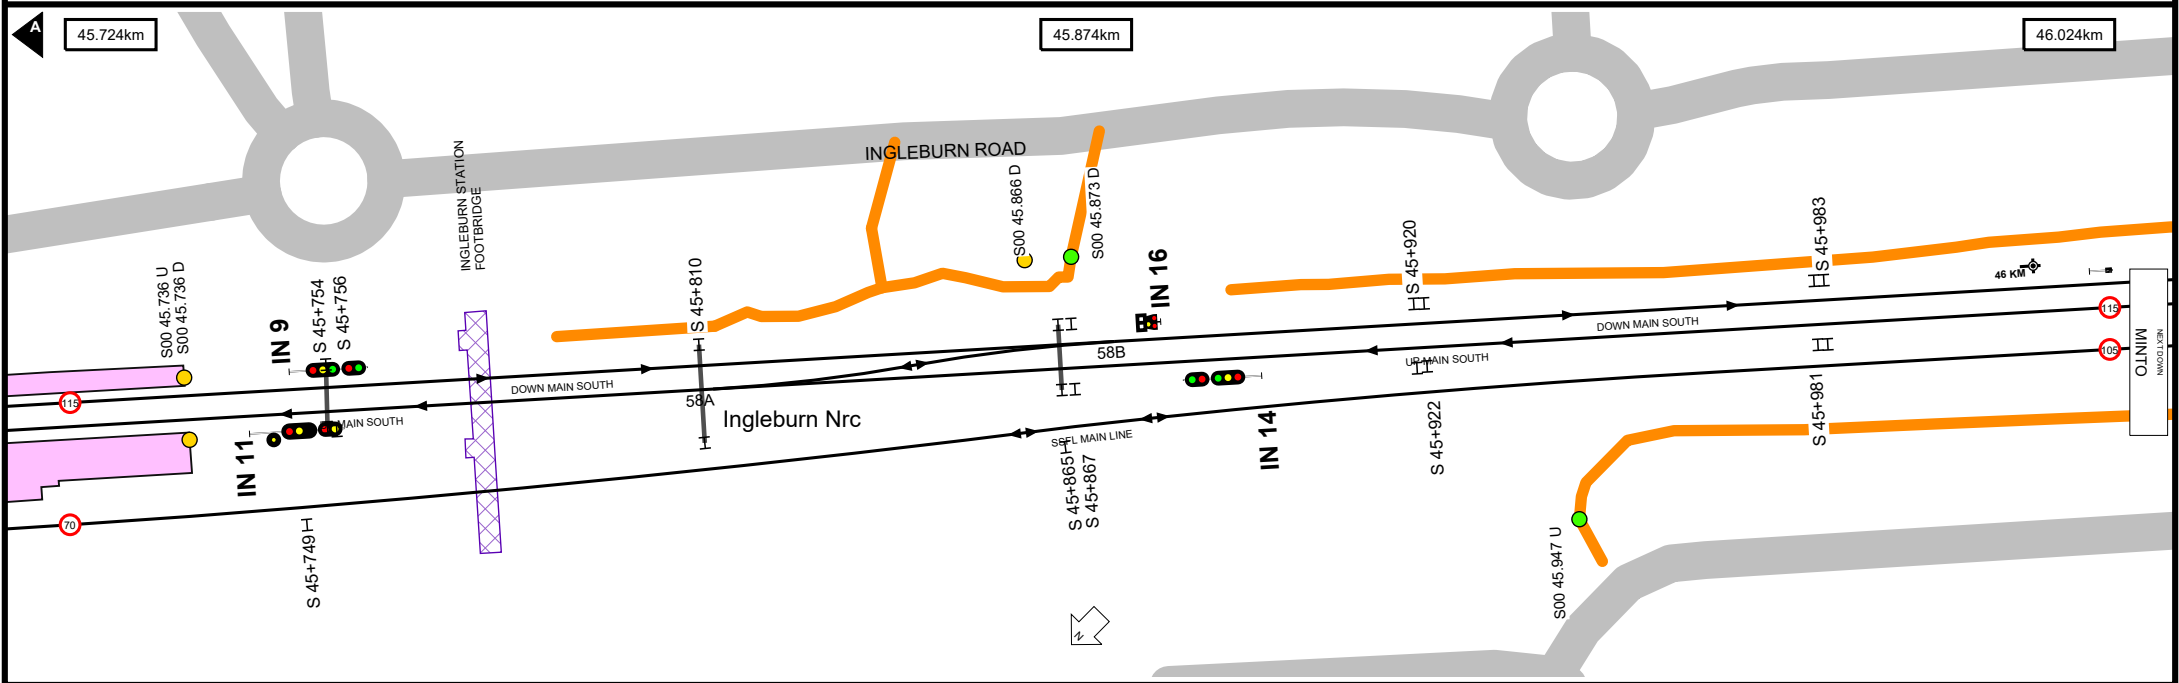 A
45.724km
45.874km
46.024km
INGLEBURN ROAD
INGLEBURN STATION
FOOTBRIDGE
S00 45.736 U
S00 45.736 D
IN 9
S 45+754
S 45+756
S 45+810
S00 45.866 D
S00 45.873 D
IN 16
S 45+920
S 45+983
46 KM
115
DOWN MAIN SOUTH
58B
DOWN MAIN SOUTH
UP MAIN SOUTH
115
105
MINTO
NEXT DOWN
MAIN SOUTH
58A
Ingleburn Nrc
SSFL MAIN LINE
IN 11
IN 14
S 45+865
S 45+867
S 45+922
S 45+981
70
S 45+749
S00 45.947 U
N